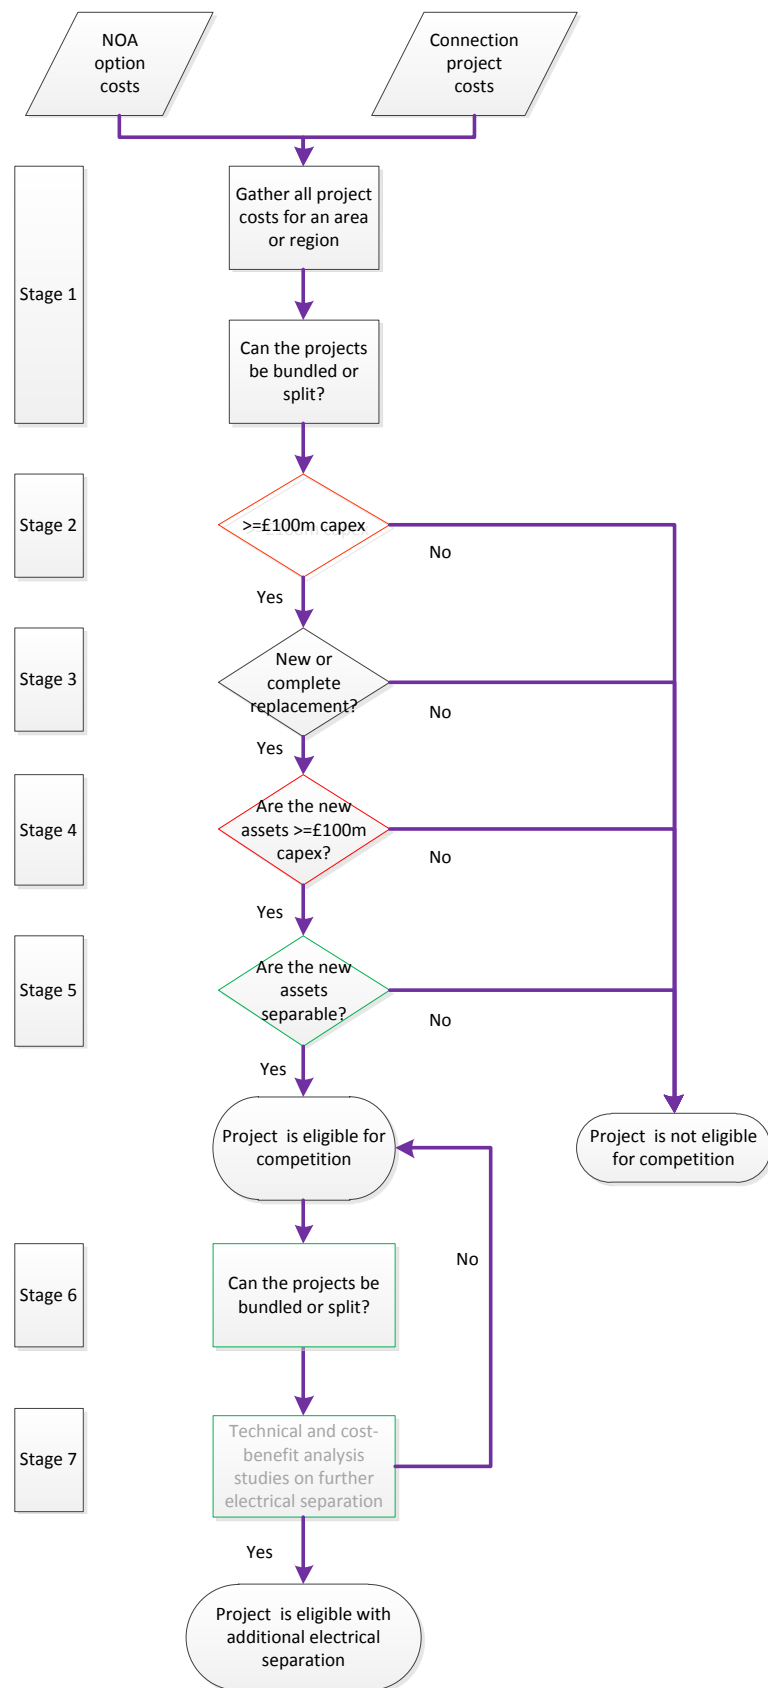 NOA
option
costs
Connection
project
costs
Stage 1
Gather all project
costs for an area
or region
Can the projects
be bundled or
split?
Stage 2
>=£100m capex
No
Yes
Stage 3
New or
complete
replacement?
No
Yes
Stage 4
Are the new
assets >=£100m
capex?
No
Yes
Stage 5
Are the new
assets
separable?
No
Yes
Project is eligible for
competition
Project is not eligible
for competition
Stage 6
Can the projects be
bundled or split?
No
Stage 7
Technical and cost-
benefit analysis
studies on further
electrical separation
Yes
Project is eligible with
additional electrical
separation